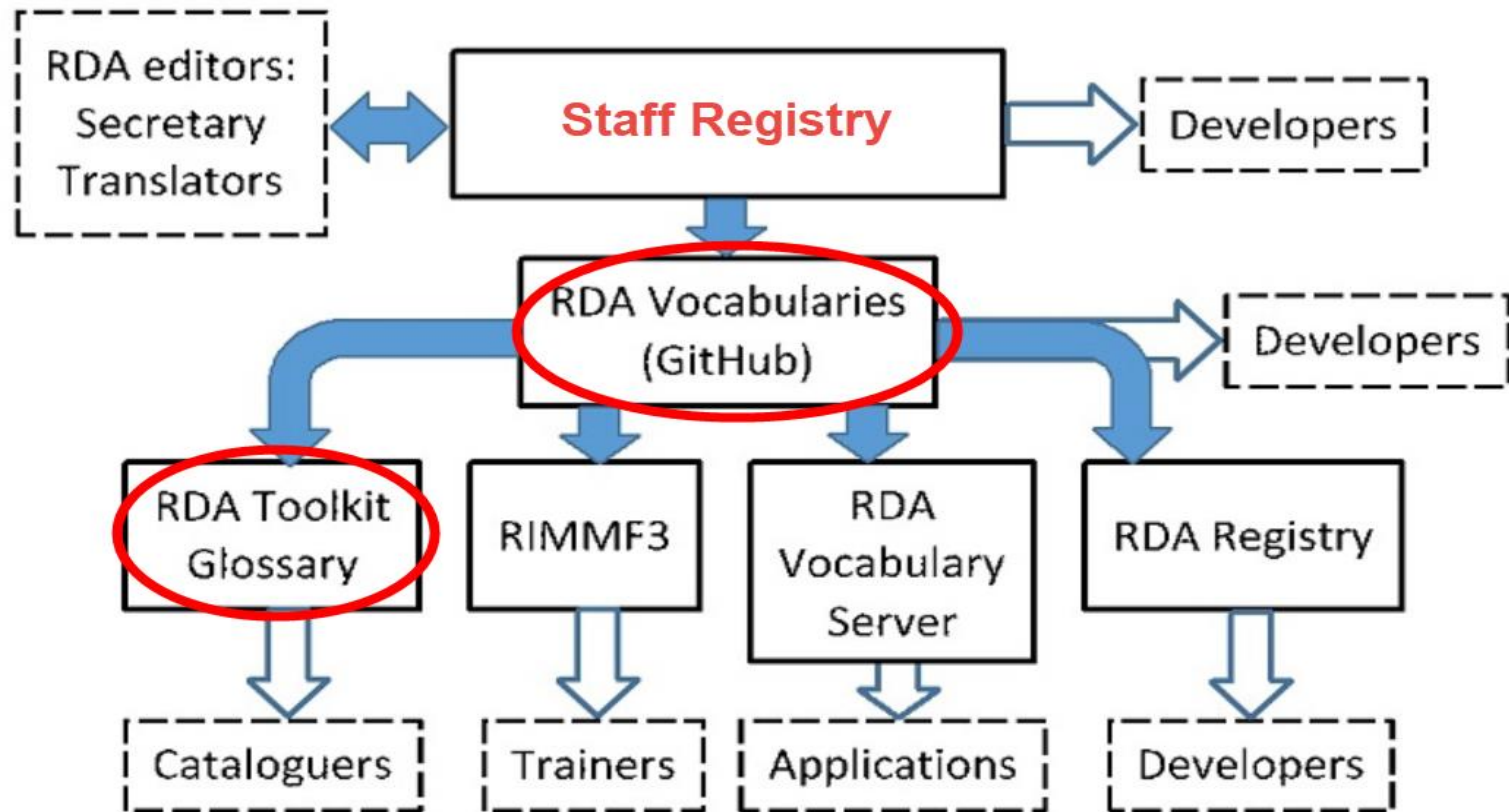 RDA editors:
Secretary
Translators
Staff Registry
Developers
RDA Vocabularies
(GitHub)
Developers
RDA Toolkit
Glossary
RIMMF3
RDA
Vocabulary
Server
RDA Registry
Cataloguers
Trainers
Applications
Developers